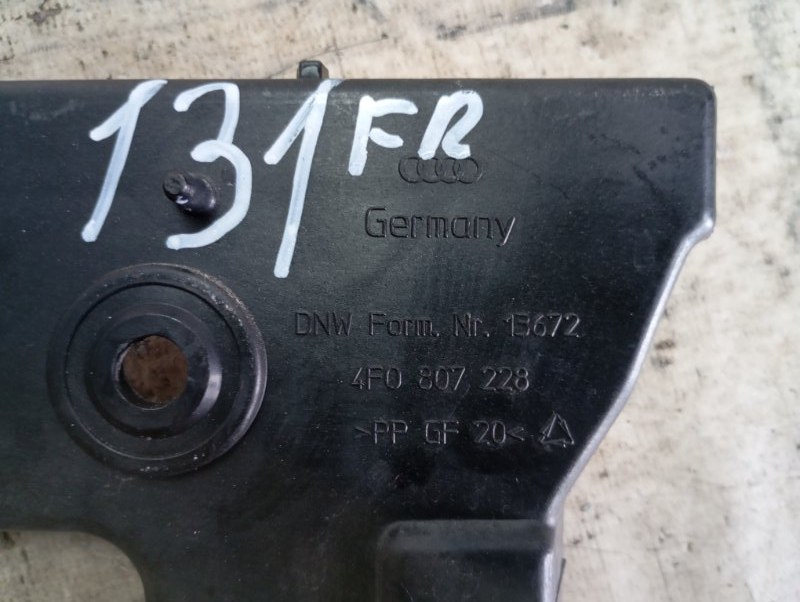 131 FR
Germany
DNW Form. Nr. 13672
4F0 807 228
>PP GF 20<